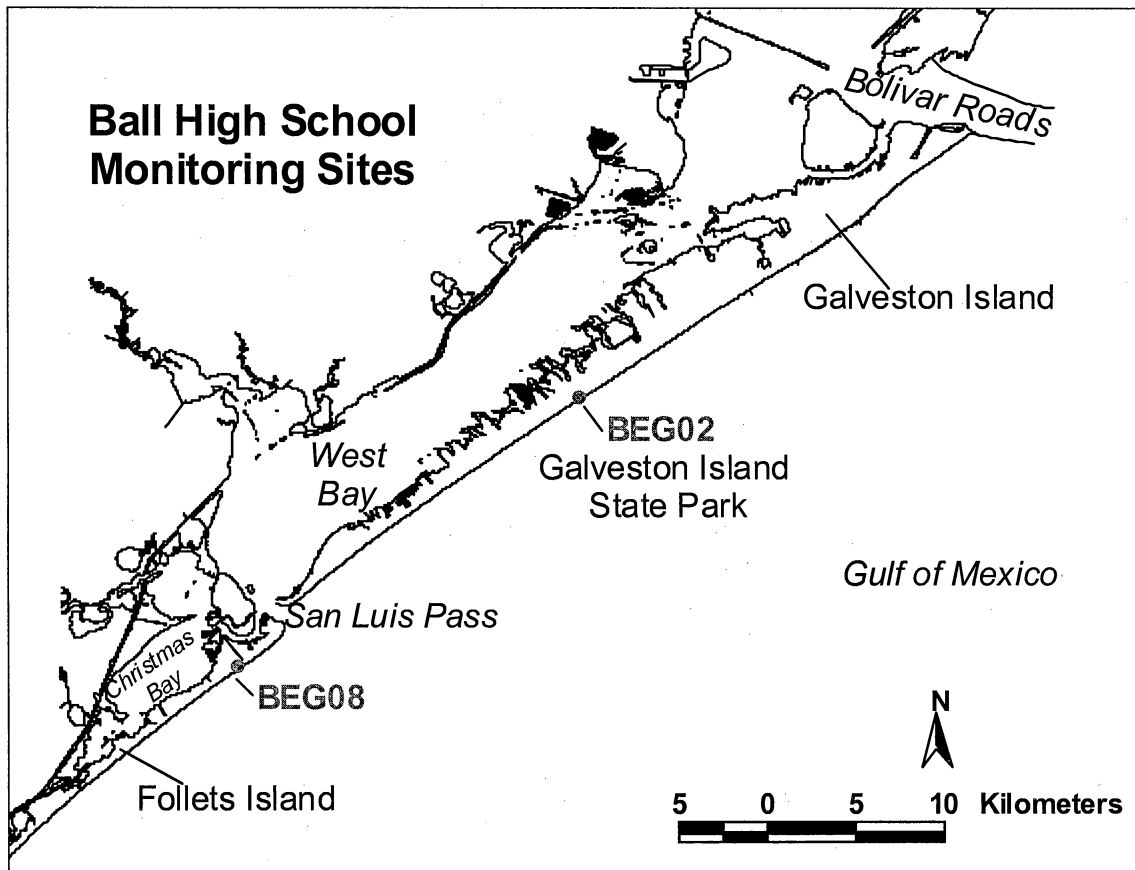 Ball High School
Monitoring Sites
Bolivar Roads
Galveston Island
BEG02
Galveston Island
State Park
West
Bay
Gulf of Mexico
San Luis Pass
Christmas
Bay
BEG08
Follets Island
N
5 0 5 10 Kilometers